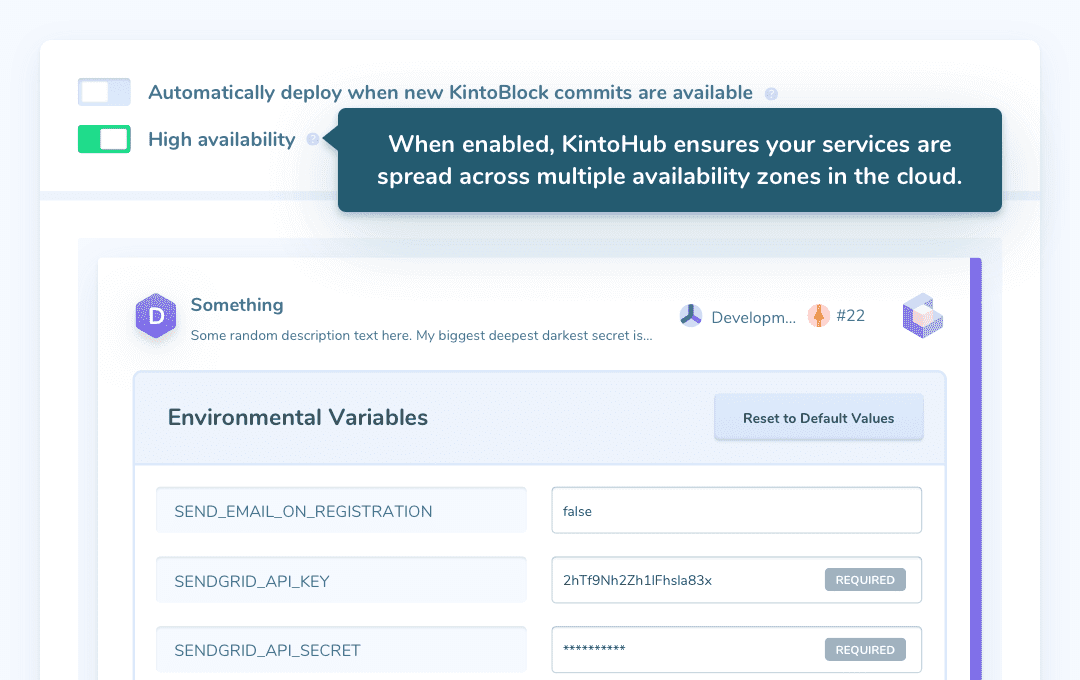 Automatically deploy when new KintoBlock commits are available ?
High availability ?
When enabled, KintoHub ensures your services are
spread across multiple availability zones in the cloud.
D
Something
Some random description text here. My biggest deepest darkest secret is...
Developm...
#22
Environmental Variables
Reset to Default Values
SEND_EMAIL_ON_REGISTRATION
false
SENDGRID_API_KEY
2hTf9Nh2Zh1lFhsla83x
REQUIRED
SENDGRID_API_SECRET
**********
REQUIRED